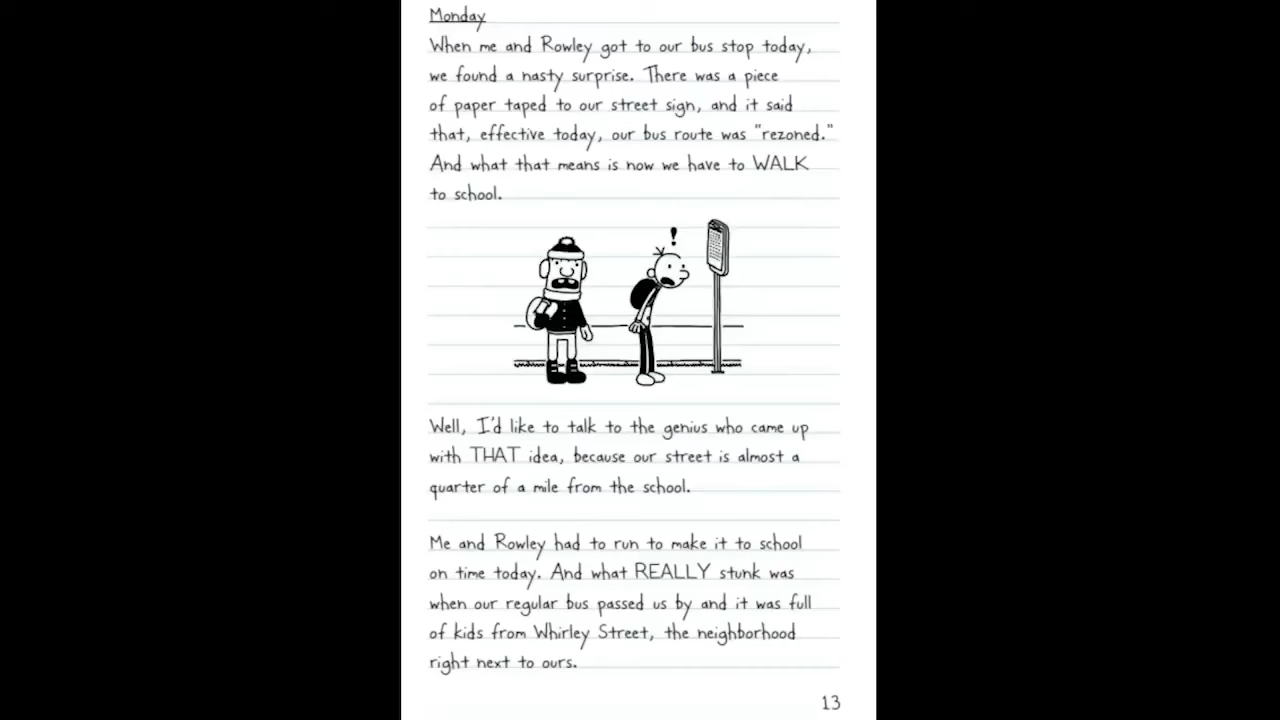 Monday
When me and Rowley got to our bus stop today,
we found a nasty surprise. There was a piece
of paper taped to our street sign, and it said
that, effective today, our bus route was "rezoned."
And what that means is now we have to WALK
to school.
!
Well, I'd like to talk to the genius who came up
with THAT idea, because our street is almost a
quarter of a mile from the school.
Me and Rowley had to run to make it to school
on time today. And what REALLY stunk was
when our regular bus passed us by and it was full
of kids from Whirley Street, the neighborhood
right next to ours.
13